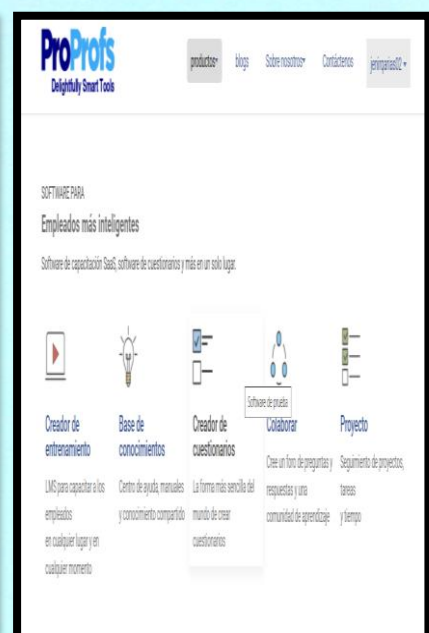 ProProfs
Delightfully Smart Tools
productos
blogs
Sobre nosotros
Contáctenos
SOFTWARE PARA
Empleados más inteligentes
Software de capacitación SaaS, software de cuestionarios y más en un solo lugar.
Creador de
entrenamiento
LMS para capacitar a los
empleados
en cualquier lugar y en
cualquier momento
Base de
conocimientos
Centro de ayuda, manuales
y conocimiento compartido
Creador de
cuestionarios
La forma más sencilla del
mundo de crear
cuestionarios
Software de prueba
Colaborar
Cree un foro de preguntas y
respuestas y una
comunidad de aprendizaje
Proyecto
Seguimiento de proyectos,
tareas
y tiempo